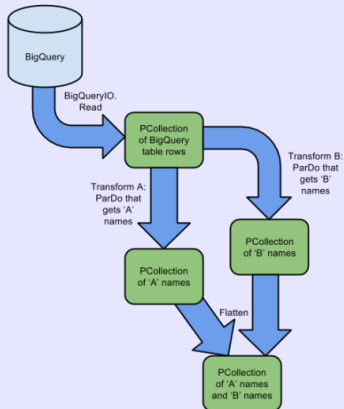 BigQuery
BigQueryIO.
Read
PCollection
of BigQuery
table rows
Transform A:
ParDo that
gets ‘A’
names
Transform B:
ParDo that
gets ‘B’
names
PCollection
of ‘A’ names
PCollection
of ‘B’ names
Flatten
PCollection
of ‘A’ names
and ‘B’ names